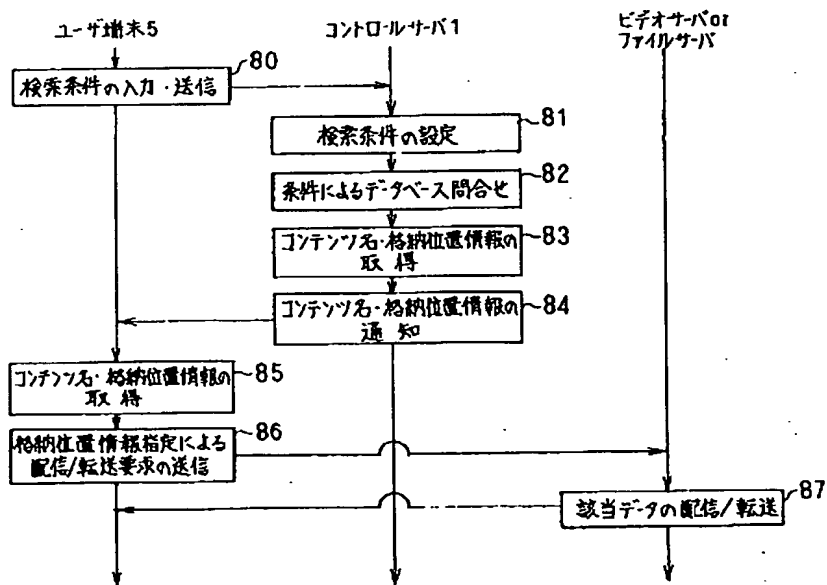 ユーザ端末5
コントロールサーバ1
ビデオサーバor
ファイルサーバ
80
検索条件の入力・送信
81
検索条件の設定
82
条件によるデータベース問合せ
83
コンテンツ名・格納位置情報の
取得
84
コンテンツ名・格納位置情報の
通知
85
コンテンツ名・格納位置情報の
取得
86
格納位置情報指定による
配信/転送要求の送信
87
該当データの配信/転送